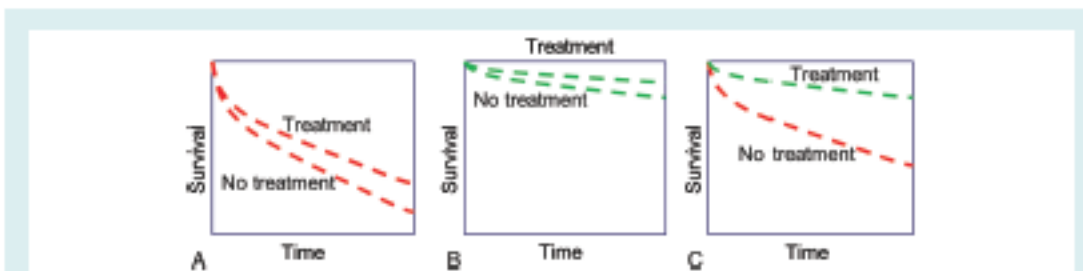 Survival
Treatment
No treatment
A
Time
Treatment
Survival
No treatment
B
Time
Survival
Treatment
No treatment
C
Time